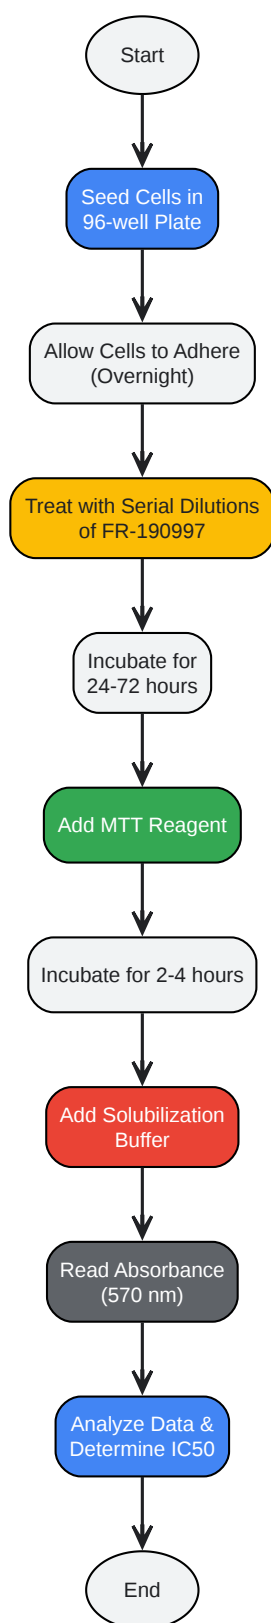 Start
Seed Cells in
96-well Plate
Allow Cells to Adhere
(Overnight)
Treat with Serial Dilutions
of FR-190997
Incubate for
24-72 hours
Add MTT Reagent
Incubate for 2-4 hours
Add Solubilization
Buffer
Read Absorbance
(570 nm)
Analyze Data &
Determine IC50
End